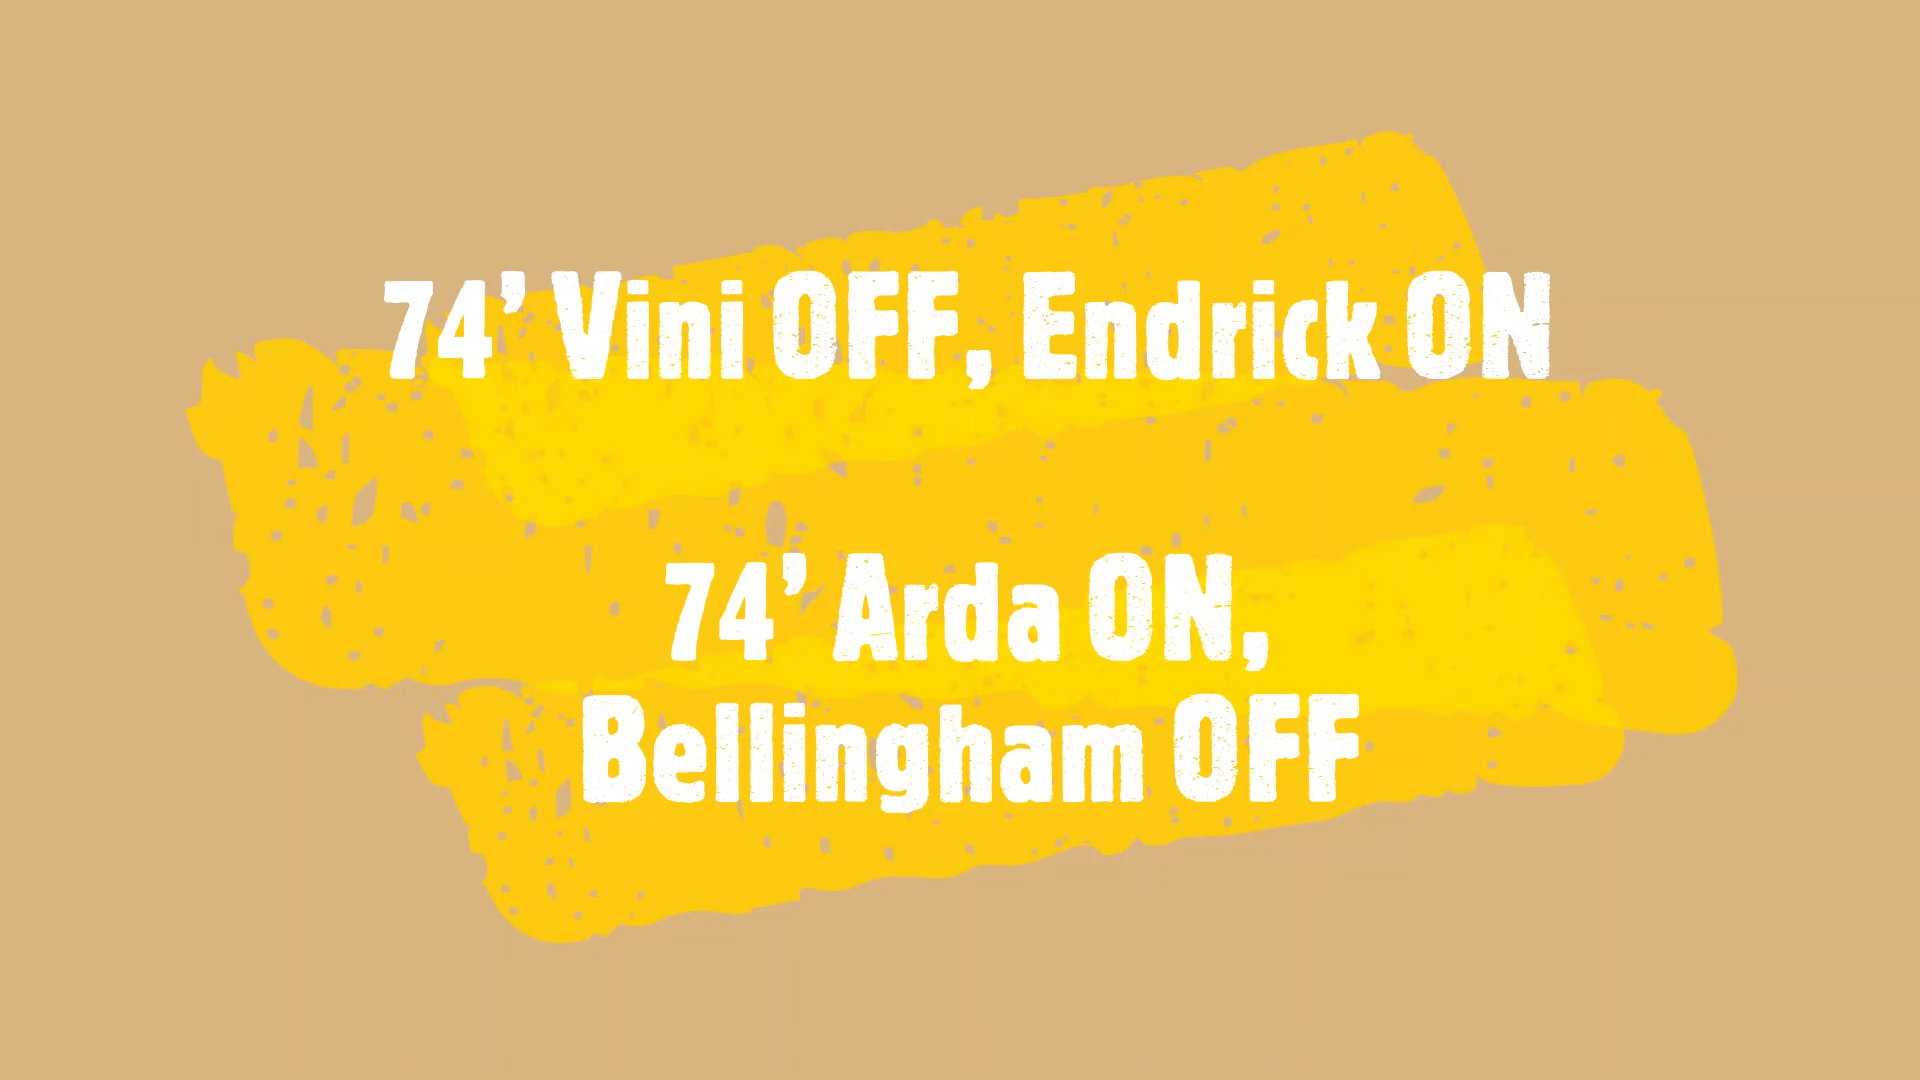 74’ Vini OFF, Endrick ON
74’ Arda ON,
Bellingham OFF